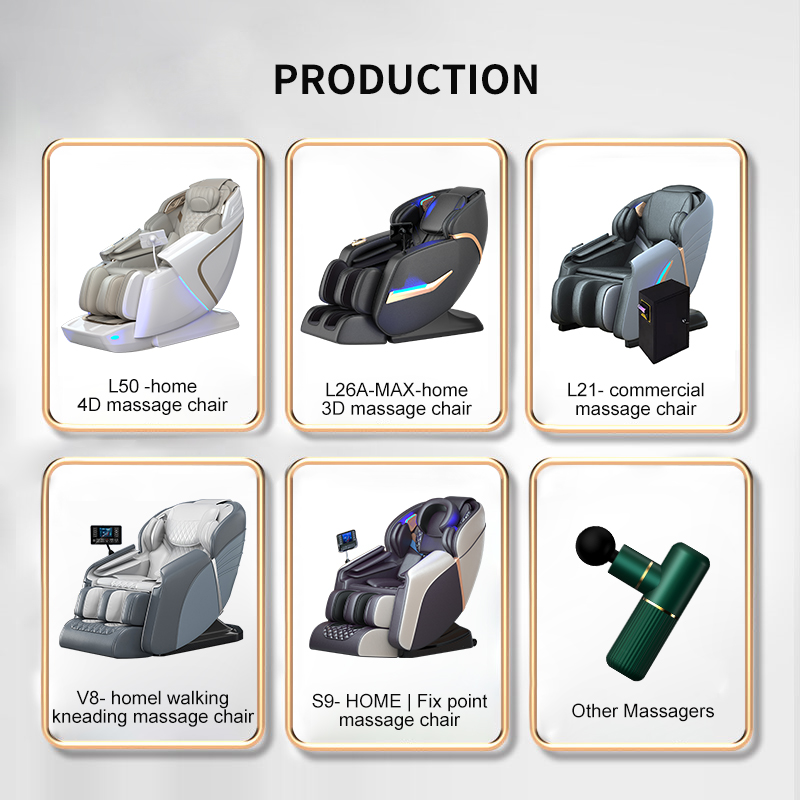 PRODUCTION
L50 -home
4D massage chair
L26A-MAX-home
3D massage chair
L21- commercial
massage chair
V8- homel walking
kneading massage chair
S9- HOME | Fix point
massage chair
Other Massagers